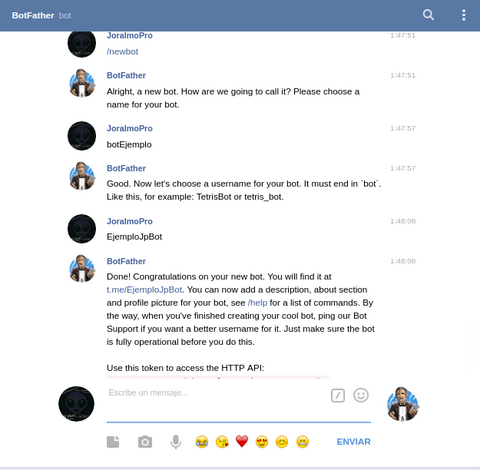 BotFather bot
JoralmoPro 1:47:51
/newbot
BotFather 1:47:51
Alright, a new bot. How are we going to call it? Please choose a
name for your bot.
JoralmoPro 1:47:57
botEjemplo
BotFather 1:47:57
Good. Now let's choose a username for your bot. It must end in `bot`.
Like this, for example: TetrisBot or tetris_bot.
JoralmoPro 1:48:08
EjemploJpBot
BotFather 1:48:08
Done! Congratulations on your new bot. You will find it at
t.me/EjemploJpBot. You can now add a description, about
section and profile picture for your bot, see /help for a list of commands. By
the way, when you've finished creating your cool bot, ping our Bot
Support if you want a better username for it. Just make sure the bot
is fully operational before you do this.
Use this token to access the HTTP API:
Escribe un mensaje...
ENVIAR